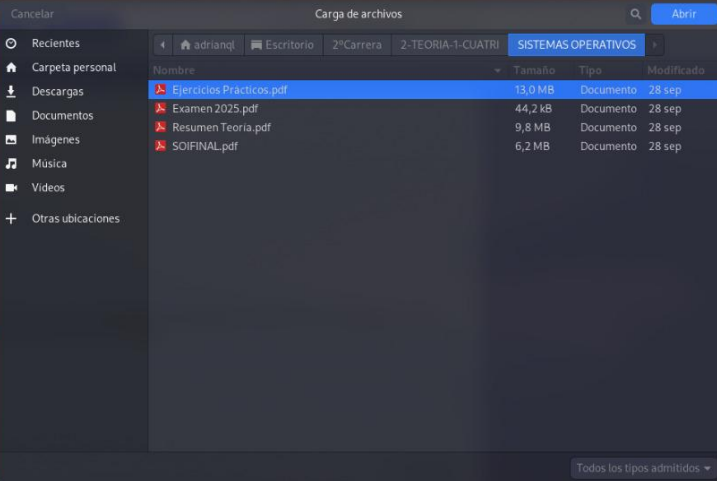 Cancelar Carga de archivos Abrir
Recientes
Carpeta personal
Descargas
Documentos
Imágenes
Música
Vídeos
Otras ubicaciones
adrianql Escritorio 2ºCarrera 2-TEORIA-1-CUATRI SISTEMAS OPERATIVOS
Nombre Tamaño Tipo Modificado
Ejercicios Prácticos.pdf 13,0 MB Documento 28 sep
Examen 2025.pdf 44,2 kB Documento 28 sep
Resumen Teoría.pdf 9,8 MB Documento 28 sep
SOIFINAL.pdf 6,2 MB Documento 28 sep
Todos los tipos admitidos